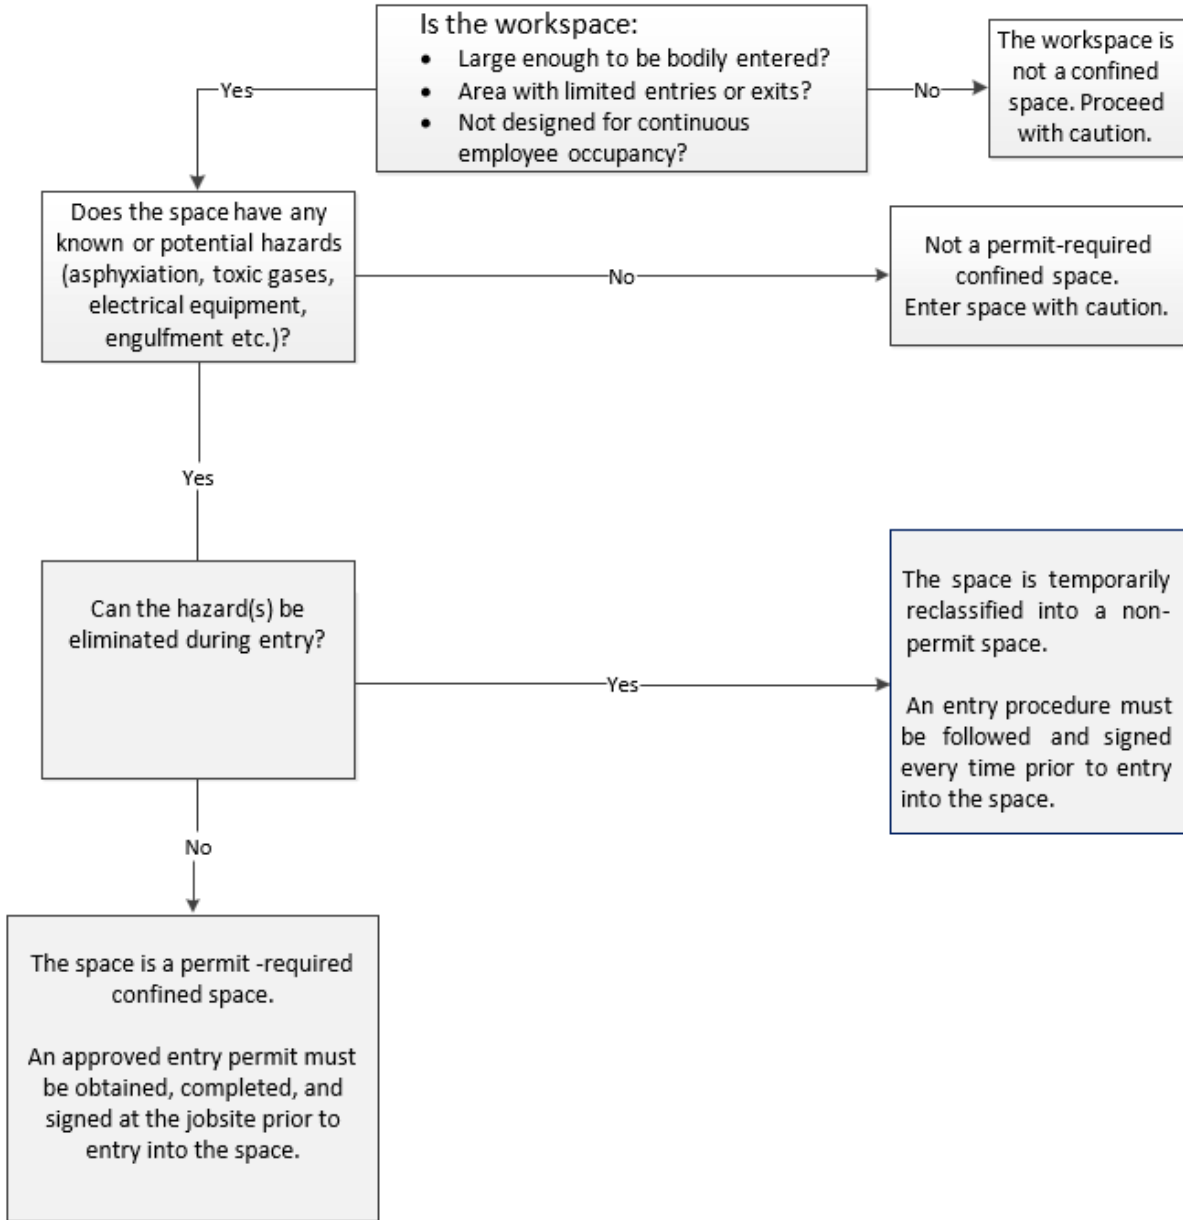 Is the workspace:
• Large enough to be bodily entered?
• Area with limited entries or exits?
• Not designed for continuous
employee occupancy?
Yes
No
The workspace is
not a confined
space. Proceed
with caution.
Does the space have any
known or potential hazards
(asphyxiation, toxic gases,
electrical equipment,
engulfment etc.)?
No
Not a permit-required
confined space.
Enter space with caution.
Yes
Can the hazard(s) be
eliminated during entry?
Yes
The space is temporarily
reclassified into a non-
permit space.
An entry procedure must
be followed and signed
every time prior to entry
into the space.
No
The space is a permit -required
confined space.
An approved entry permit must
be obtained, completed, and
signed at the jobsite prior to
entry into the space.